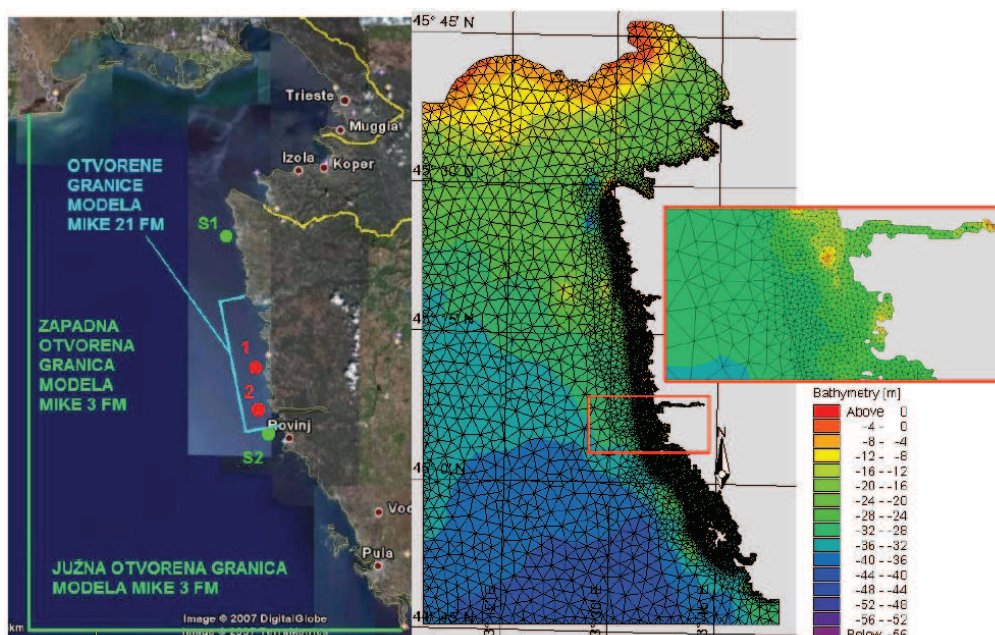 Trieste
Muggia
Izola
Koper
OTVORENE
GRANICE
MODELA
MIKE 21 FM
S1
ZAPADNA
OTVORENA
GRANICA
MODELA
MIKE 3 FM
1
2
Rovinj
S2
Pula
JUŽNA OTVORENA GRANICA
MODELA MIKE 3 FM
Image © 2007 DigitalGlobe
45° 45' N
45° 0' N
N
Bathymetry [m]
Above 0
-4 - 0
-8 - -4
-12 - -8
-16 - -12
-20 - -16
-24 - -20
-28 - -24
-32 - -28
-36 - -32
-40 - -36
-44 - -40
-48 - -44
-52 - -48
-56 - -52
Below -56